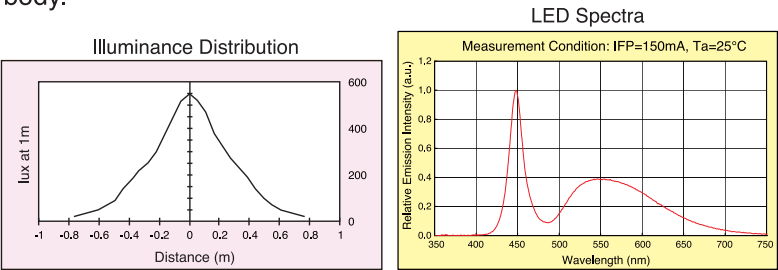 body.
LED Spectra
Illuminance Distribution
Measurement Condition: IFP=150mA, Ta=25°C
lux at 1m
600
400
200
0
-1 -0.8 -0.6 -0.4 -0.2 0 0.2 0.4 0.6 0.8 1
Distance (m)
Relative Emission Intensity (a.u.)
1.2
1.0
0.8
0.6
0.4
0.2
0.0
350 400 450 500 550 600 650 700 750
Wavelength (nm)